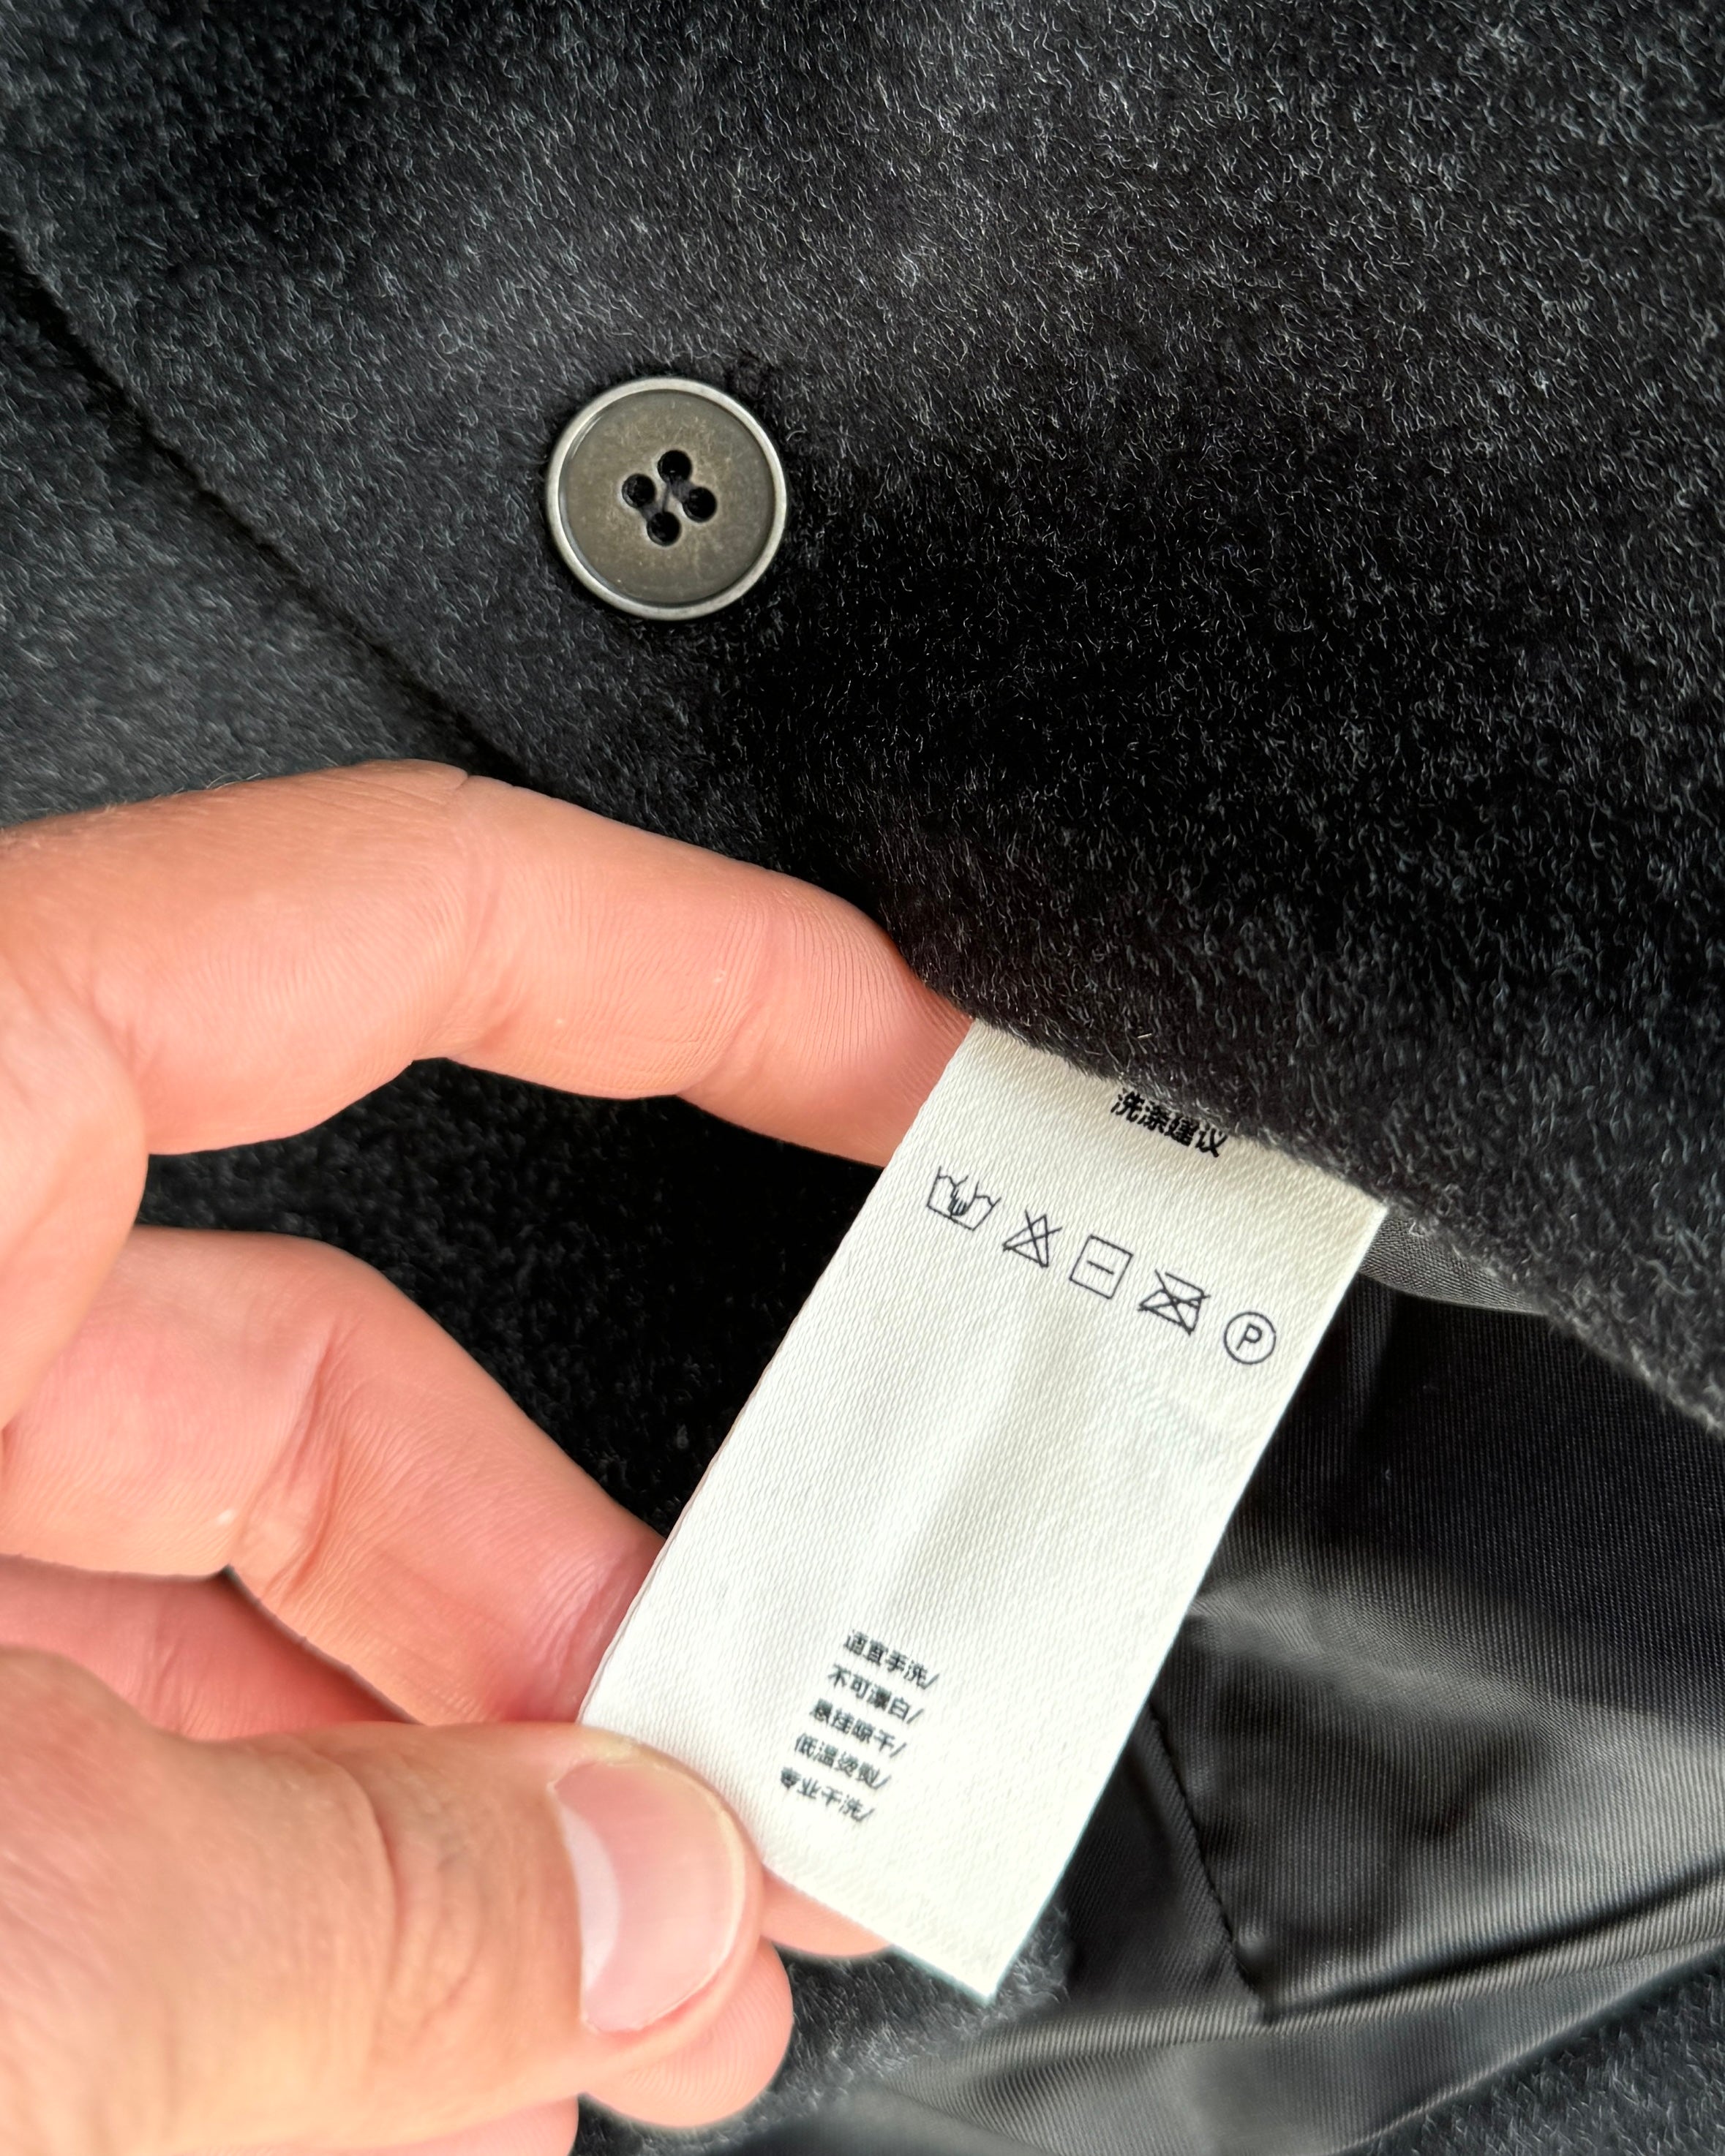 洗涤建议
P
适宜手洗/
不可漂白/
悬挂晾干/
低温烫熨/
专业干洗/